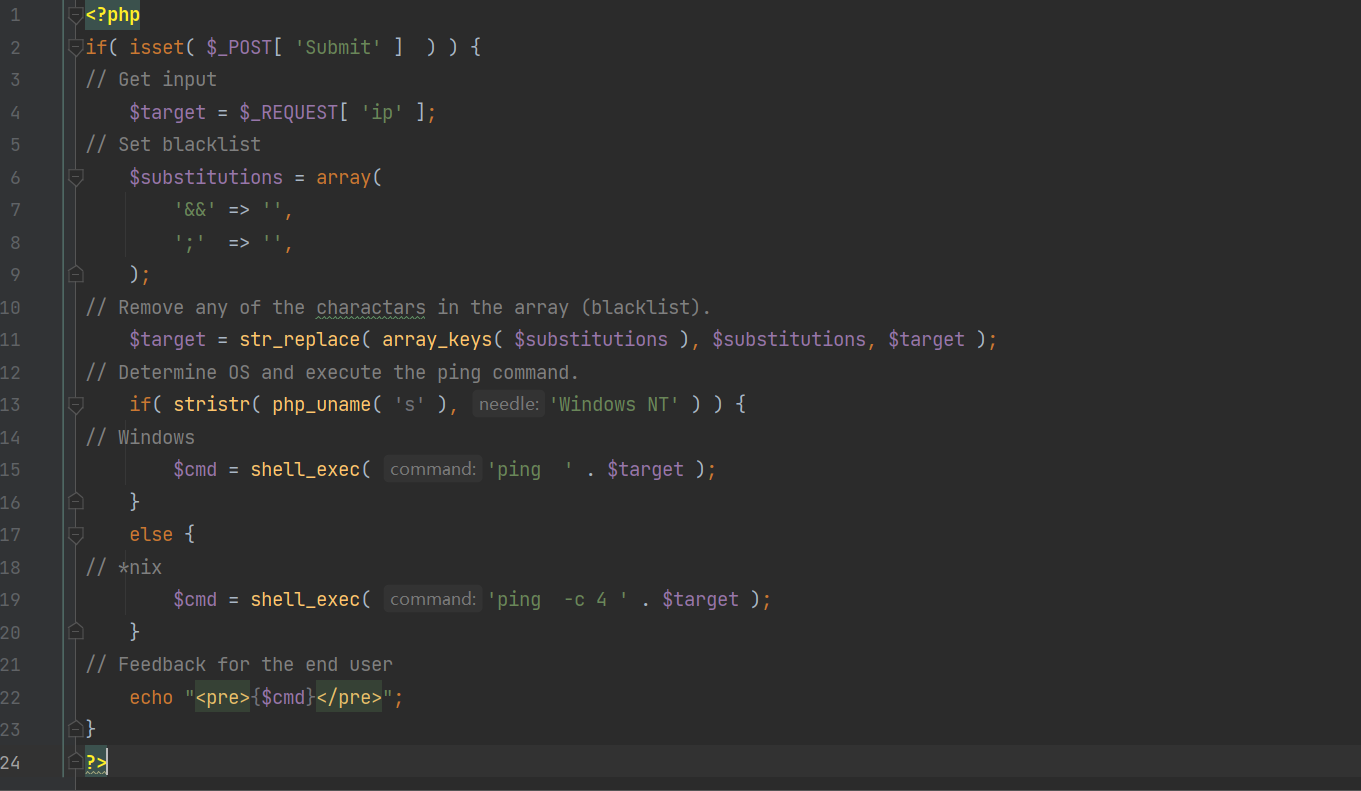 1 <?php
2 if( isset( $_POST[ 'Submit' ]  ) ) {
3 // Get input
4     $target = $_REQUEST[ 'ip' ];
5 // Set blacklist
6     $substitutions = array(
7         '&&' => '',
8         ';'  => '',
9     );
10 // Remove any of the charactars in the array (blacklist).
11     $target = str_replace( array_keys( $substitutions ), $substitutions, $target );
12 // Determine OS and execute the ping command.
13     if( stristr( php_uname( 's' ), needle: 'Windows NT' ) ) {
14 // Windows
15         $cmd = shell_exec( command: 'ping  ' . $target );
16     }
17     else {
18 // *nix
19         $cmd = shell_exec( command: 'ping  -c 4 ' . $target );
20     }
21 // Feedback for the end user
22     echo "<pre>{$cmd}</pre>";
23 }
24 ?>